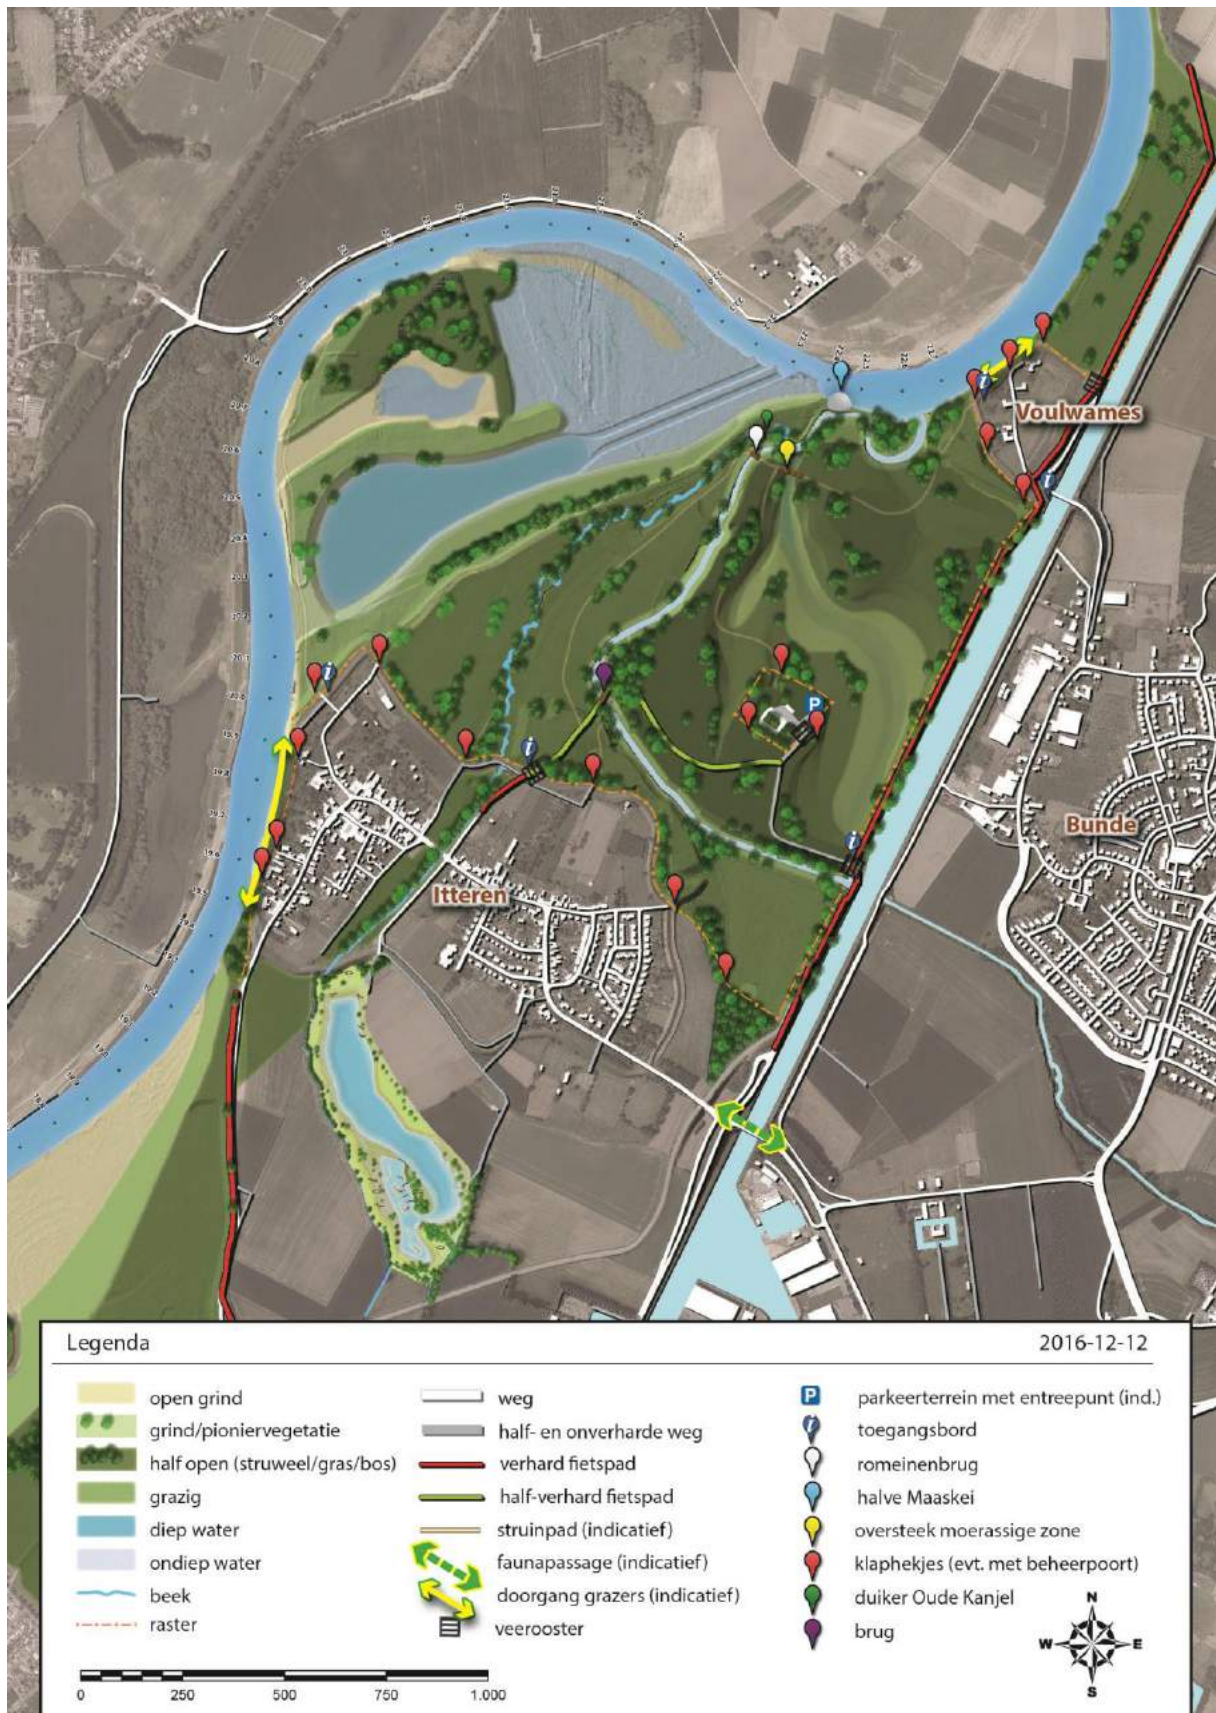 Voulwames
Bunde
Itteren
P
Legenda
2016-12-12
open grind
grind/pioniervegetatie
half open (struweel/gras/bos)
grazig
diep water
ondiep water
beek
raster
weg
half- en onverharde weg
verhard fietspad
half-verhard fietspad
struinpad (indicatief)
faunapassage (indicatief)
doorgang grazers (indicatief)
veerooster
P parkeerterrein met entreepunt (ind.)
i toegangsbord
romeinenbrug
halve Maaskei
oversteek moerassige zone
klaphekjes (evt. met beheerpoort)
duiker Oude Kanjel
brug
N
W E
S
0 250 500 750 1.000